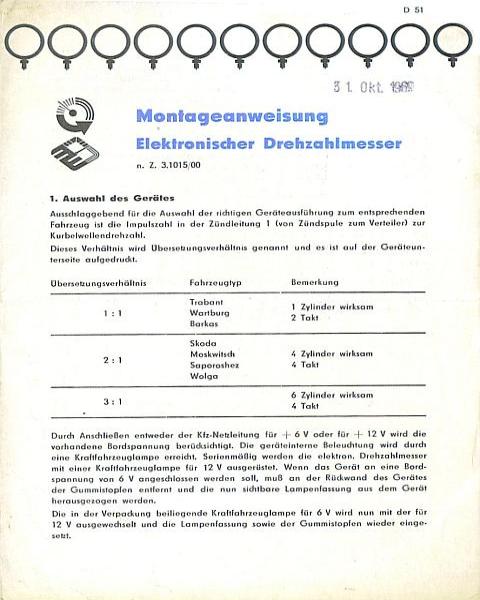 D 51
31. Okt. 1969
Montageanweisung
Elektronischer Drehzahlmesser
n. Z. 3.1015/00
1. Auswahl des Gerätes
Ausschlaggebend für die Auswahl der richtigen Geräteausführung zum entsprechenden
Fahrzeug ist die Impulszahl in der Zündleitung 1 (von Zündspule zum Verteiler) zur
Kurbelwellendrehzahl.
Dieses Verhältnis wird Übersetzungsverhältnis genannt und es ist auf der Geräteun-
terseite aufgedruckt.
Übersetzungsverhältnis Fahrzeugtyp Bemerkung
1 : 1
Trabant
Wartburg
Barkas
1 Zylinder wirksam
2 Takt
2 : 1
Skoda
Moskwitsch
Saporoshez
Wolga
4 Zylinder wirksam
4 Takt
3 : 1
6 Zylinder wirksam
4 Takt
Durch Anschließen entweder der Kfz-Netzleitung für + 6 V oder für + 12 V wird die
vorhandene Bordspannung berücksichtigt. Die geräteinterne Beleuchtung wird durch
eine Kraftfahrzeuglampe erreicht. Serienmäßig werden die elektron. Drehzahlmesser
mit einer Kraftfahrzeuglampe für 12 V ausgerüstet. Wenn das Gerät an eine Bord-
spannung von 6 V angeschlossen werden soll, muß an der Rückwand des Gerätes
der Gummistopfen entfernt und die nun sichtbare Lampenfassung aus dem Gerät
herausgezogen werden.
Die in der Verpackung beiliegende Kraftfahrzeuglampe für 6 V wird nun mit der für
12 V ausgewechselt und die Lampenfassung sowie der Gummistopfen wieder einge-
setzt.